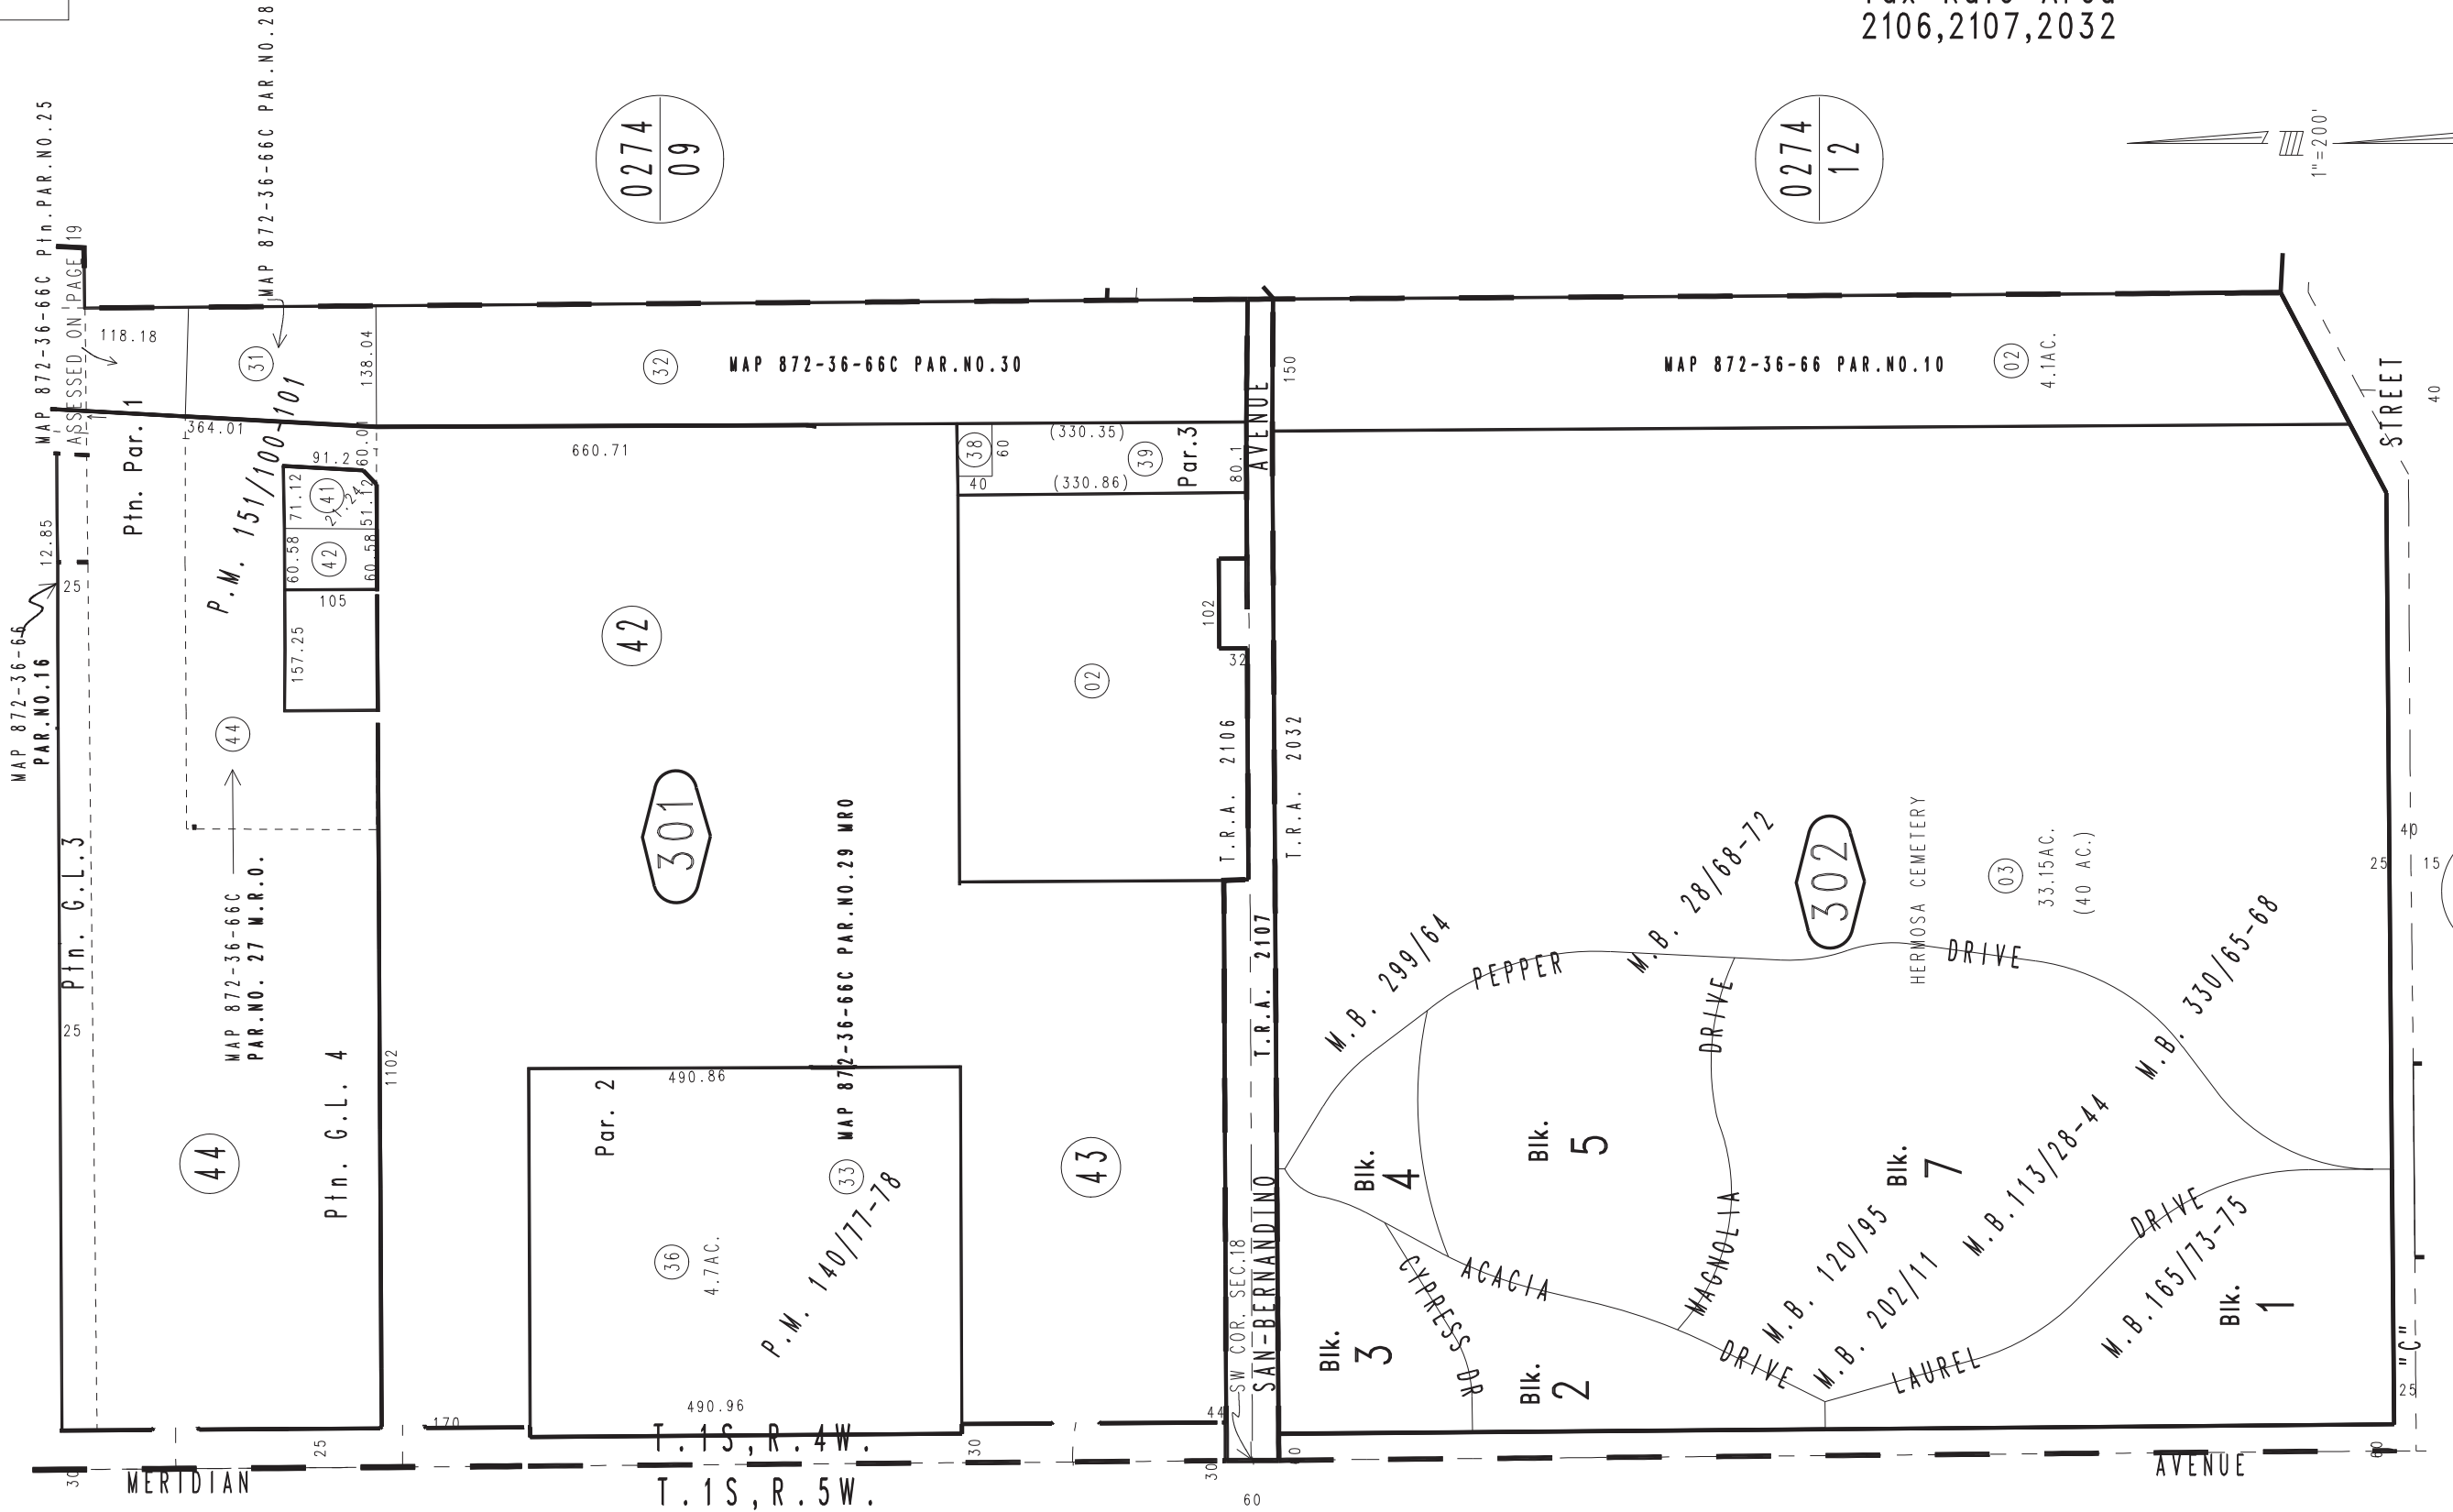 2106,2107,2032
MAP 872-36-66C Ptn.PAR.NO.25
ASSESSED ON PAGE 19
MAP 872-36-66C PAR.NO.28
0274
09
0274
12
1"=200'
118.18
31
138.04
32
MAP 872-36-66C PAR.NO.30
150
MAP 872-36-66 PAR.NO.10
02
4.1AC.
STREET
40
Ptn. Par. 1
364.01
P.M. 151/100-101
60.01
660.71
38
60
40
(330.35)
(330.86)
39
Par.3
80.1
AVENUE
91.2
71.12
41
27.24
51.12
60.58
42
60.58
105
157.25
12.85
25
MAP 872-36-66
PAR.NO.16
42
02
102
32
44
T.R.A. 2106
T.R.A. 2032
301
Ptn. G.L.3
MAP 872-36-66C
PAR.NO. 27 M.R.O.
MAP 872-36-66C PAR.NO.29 MRO
M.B. 28/68-72
302
HERMOSA CEMETERY
03
33.15AC.
(40 AC.)
40
25
15
25
Ptn. G.L. 4
1102
T.R.A. 2107
M.B. 299/64
PEPPER
DRIVE
DRIVE
M.B. 330/65-68
490.86
Par. 2
33
44
43
Blk.
4
Blk.
5
Blk.
7
M.B.113/28-44
36
4.7AC.
P.M. 140/77-78
SW COR. SEC.18
SAN-BERNANDINO
CYPRESS DR
ACACIA
MAGNOLIA
M.B. 120/95
M.B. 202/11
DRIVE
M.B.165/73-75
Blk.
3
Blk.
2
DRIVE
LAUREL
Blk.
1
"C"
25
170
490.96
44
T.1S,R.4W.
25
30
30
30
60
60
MERIDIAN
T.1S,R.5W.
60
AVENUE